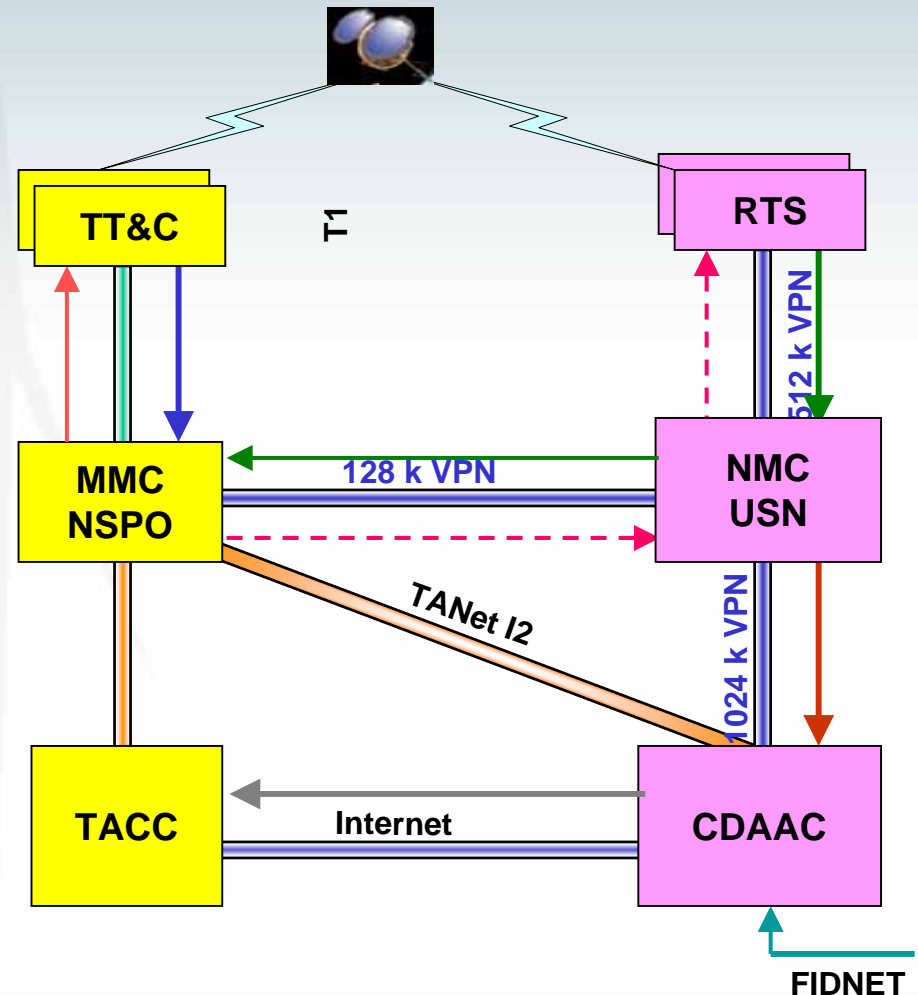 TT&C
T1
RTS
512 k VPN
MMC
NSPO
128 k VPN
NMC
USN
TANet I2
1024 k VPN
TACC
Internet
CDAAC
FIDNET